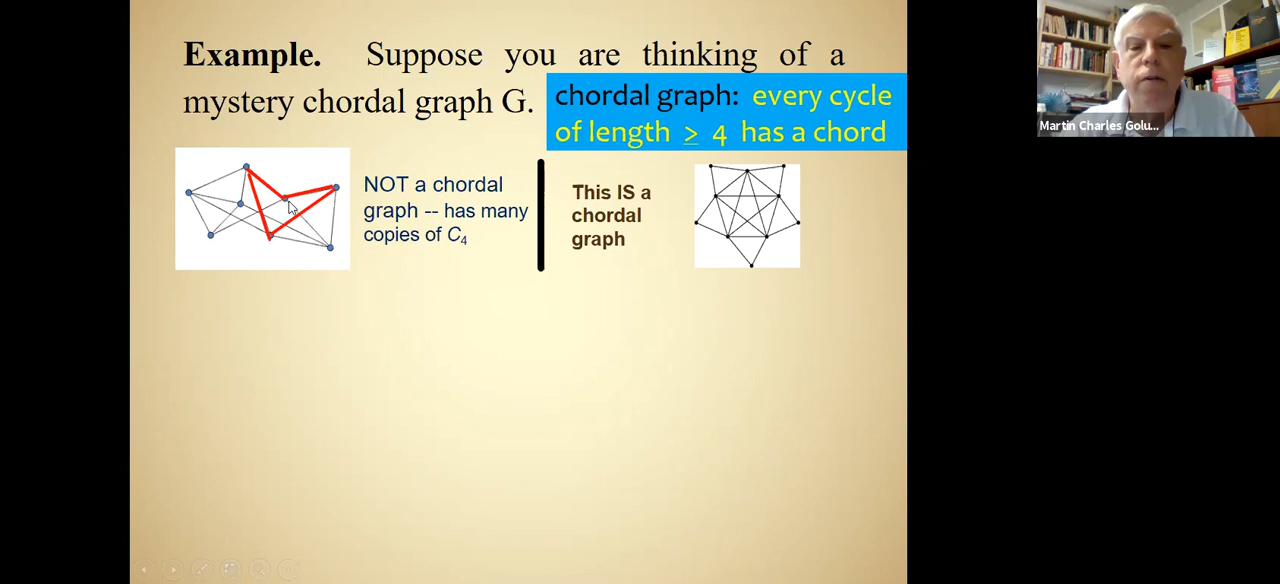 Example. Suppose you are thinking of a
mystery chordal graph G.
chordal graph: every cycle
of length ≥ 4 has a chord
NOT a chordal
graph -- has many
copies of C4
This IS a
chordal
graph
Martin Charles Golu...